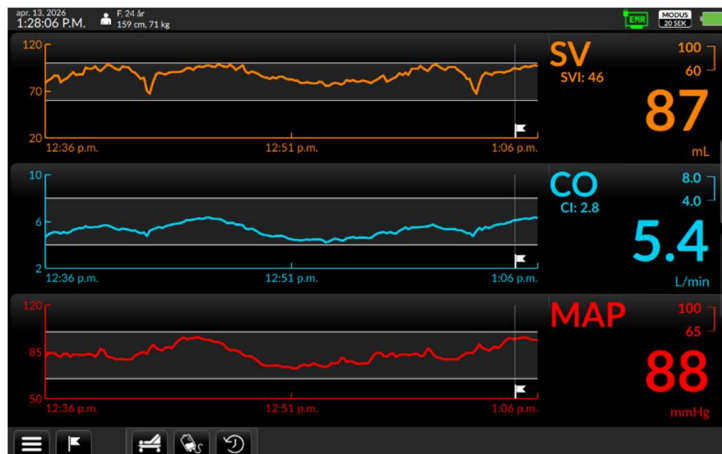 apr. 13, 2026
1:28:06 P.M.
F, 24 år
159 cm, 71 kg
EMR
MODUS
20 SEK
120
70
20
12:36 p.m.
12:51 p.m.
1:06 p.m.
SV
SVI: 46
100
60
87
mL
10
6
2
12:36 p.m.
12:51 p.m.
1:06 p.m.
CO
CI: 2.8
8.0
4.0
5.4
L/min
120
85
50
12:36 p.m.
12:51 p.m.
1:06 p.m.
MAP
100
65
88
mmHg